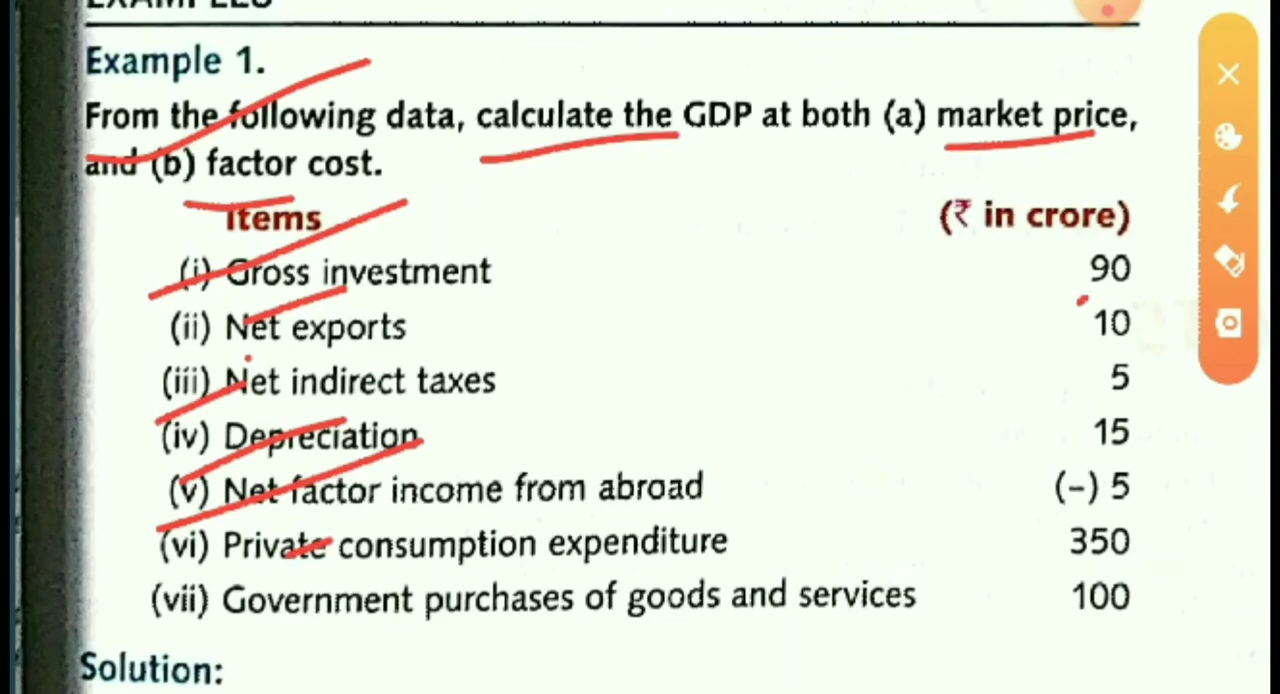 EXAMPLES
Example 1.
From the following data, calculate the GDP at both (a) market price,
and (b) factor cost.
Items (₹ in crore)
(i) Gross investment 90
(ii) Net exports 10
(iii) Net indirect taxes 5
(iv) Depreciation 15
(v) Net factor income from abroad (–) 5
(vi) Private consumption expenditure 350
(vii) Government purchases of goods and services 100
Solution: